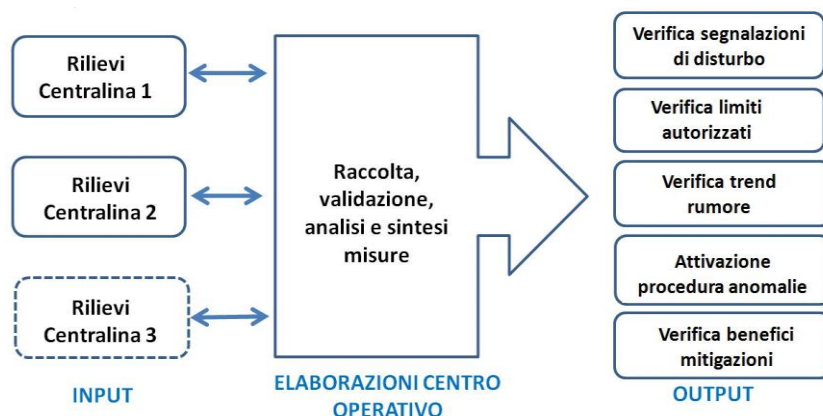 Rilievi
Centralina 1
Rilievi
Centralina 2
Rilievi
Centralina 3
INPUT
Raccolta,
validazione,
analisi e sintesi
misure
ELABORAZIONI CENTRO
OPERATIVO
Verifica segnalazioni
di disturbo
Verifica limiti
autorizzati
Verifica trend
rumore
Attivazione
procedura anomalie
Verifica benefici
mitigazioni
OUTPUT